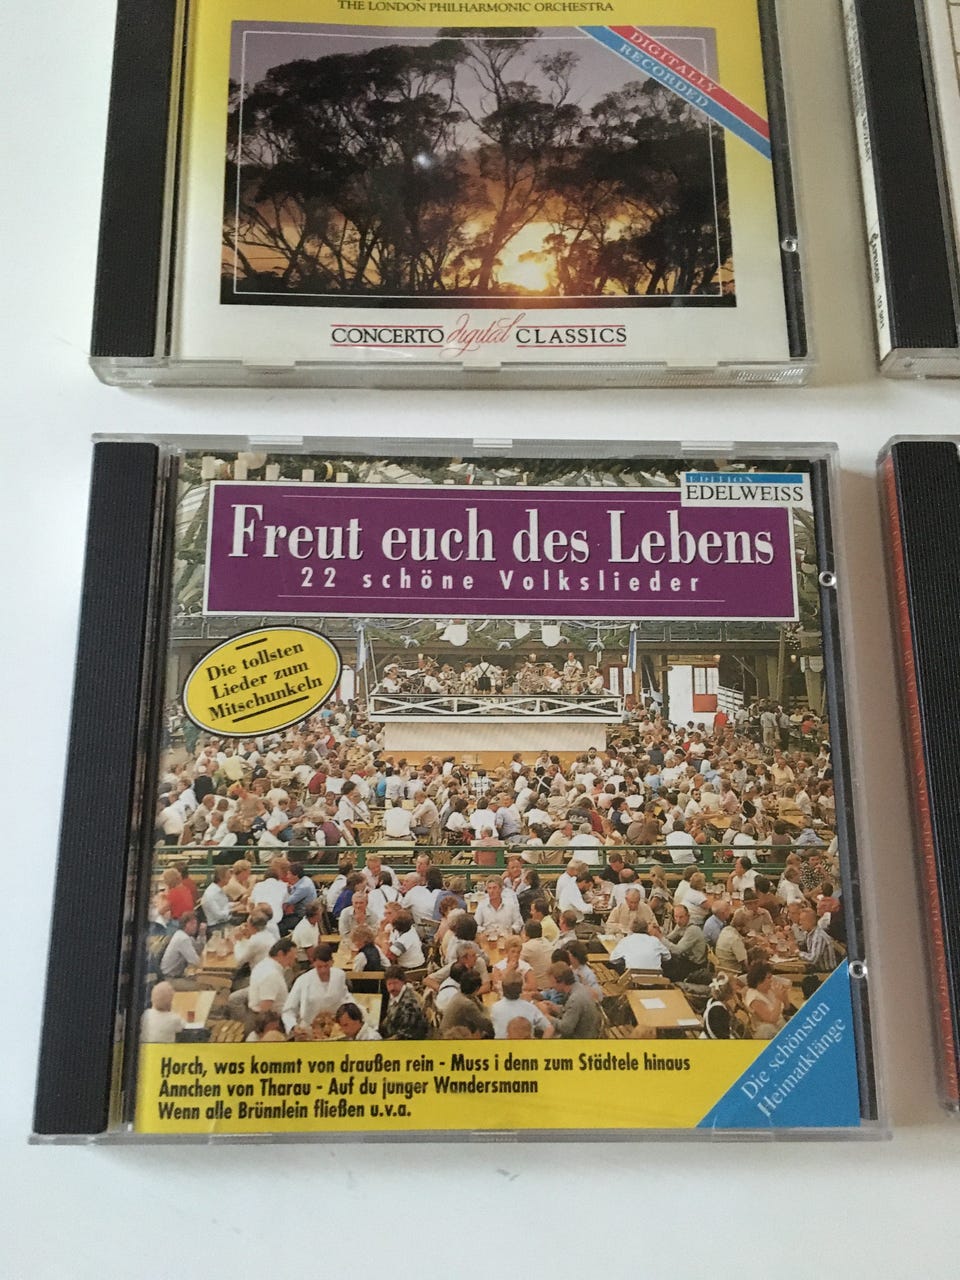 THE LONDON PHILHARMONIC ORCHESTRA
DIGITALLY
RECORDED
CONCERTO digital CLASSICS
EDITION
EDELWEISS
Freut euch des Lebens
22 schöne Volkslieder
Die tollsten
Lieder zum
Mitschunkeln
Horch, was kommt von draußen rein - Muss i denn zum Städtele hinaus
Ännchen von Tharau - Auf du junger Wandersmann
Wenn alle Brünnlein fließen u.v.a.
Die schönsten
Heimatklänge